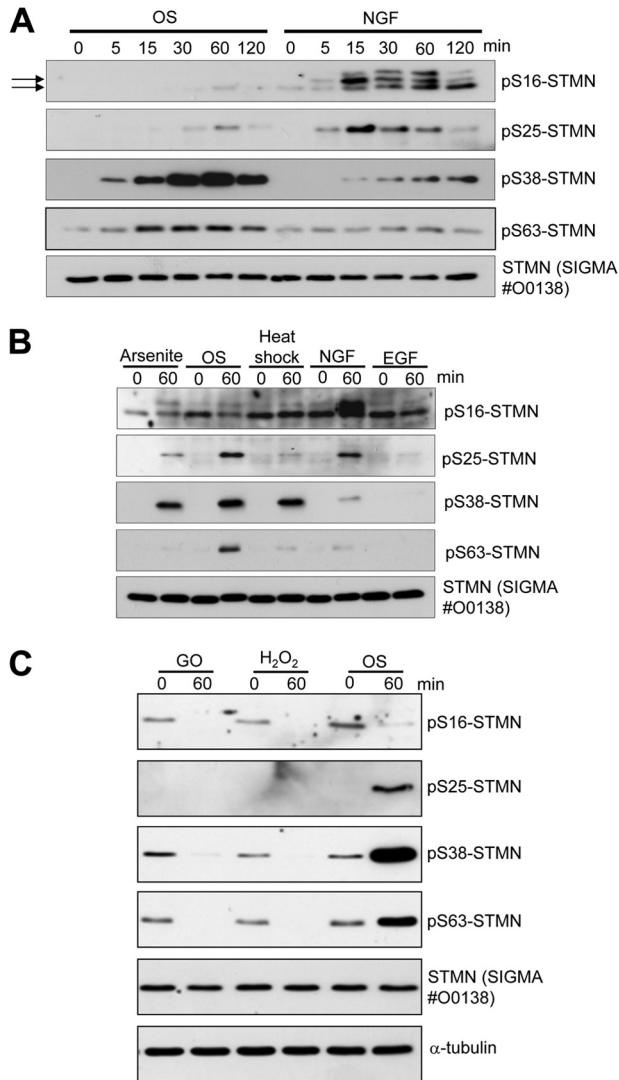 A
OS NGF
0 5 15 30 60 120 0 5 15 30 60 120 min
pS16-STMN
pS25-STMN
pS38-STMN
pS63-STMN
STMN (SIGMA
#O0138)
B
Heat
Arsenite OS shock NGF EGF
0 60 0 60 0 60 0 60 0 60 min
pS16-STMN
pS25-STMN
pS38-STMN
pS63-STMN
STMN (SIGMA
#O0138)
C
GO H₂O₂ OS
0 60 0 60 0 60 min
pS16-STMN
pS25-STMN
pS38-STMN
pS63-STMN
STMN (SIGMA
#O0138)
α-tubulin